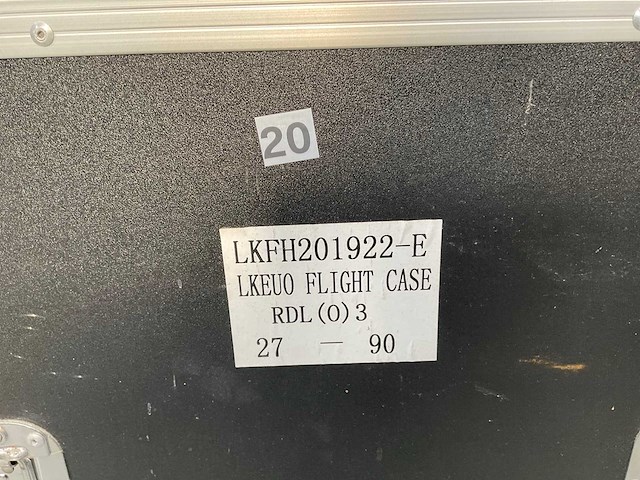 20
LKFH201922-E
LKEUO FLIGHT CASE
RDL(O)3
27 — 90